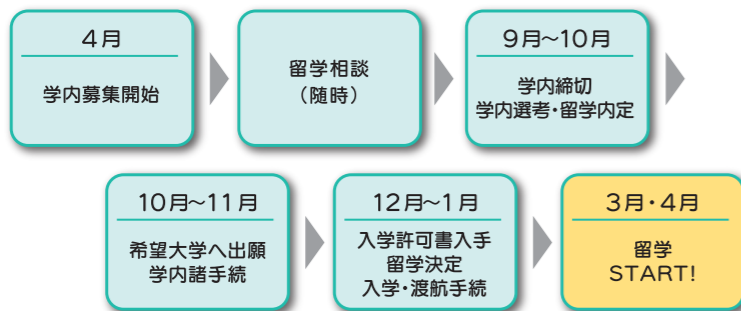 4月
学内募集開始
留学相談
（随時）
9月～10月
学内締切
学内選考・留学内定
10月～11月
希望大学へ出願
学内諸手続
12月～1月
入学許可書入手
留学決定
入学・渡航手続
3月・4月
留学
START!